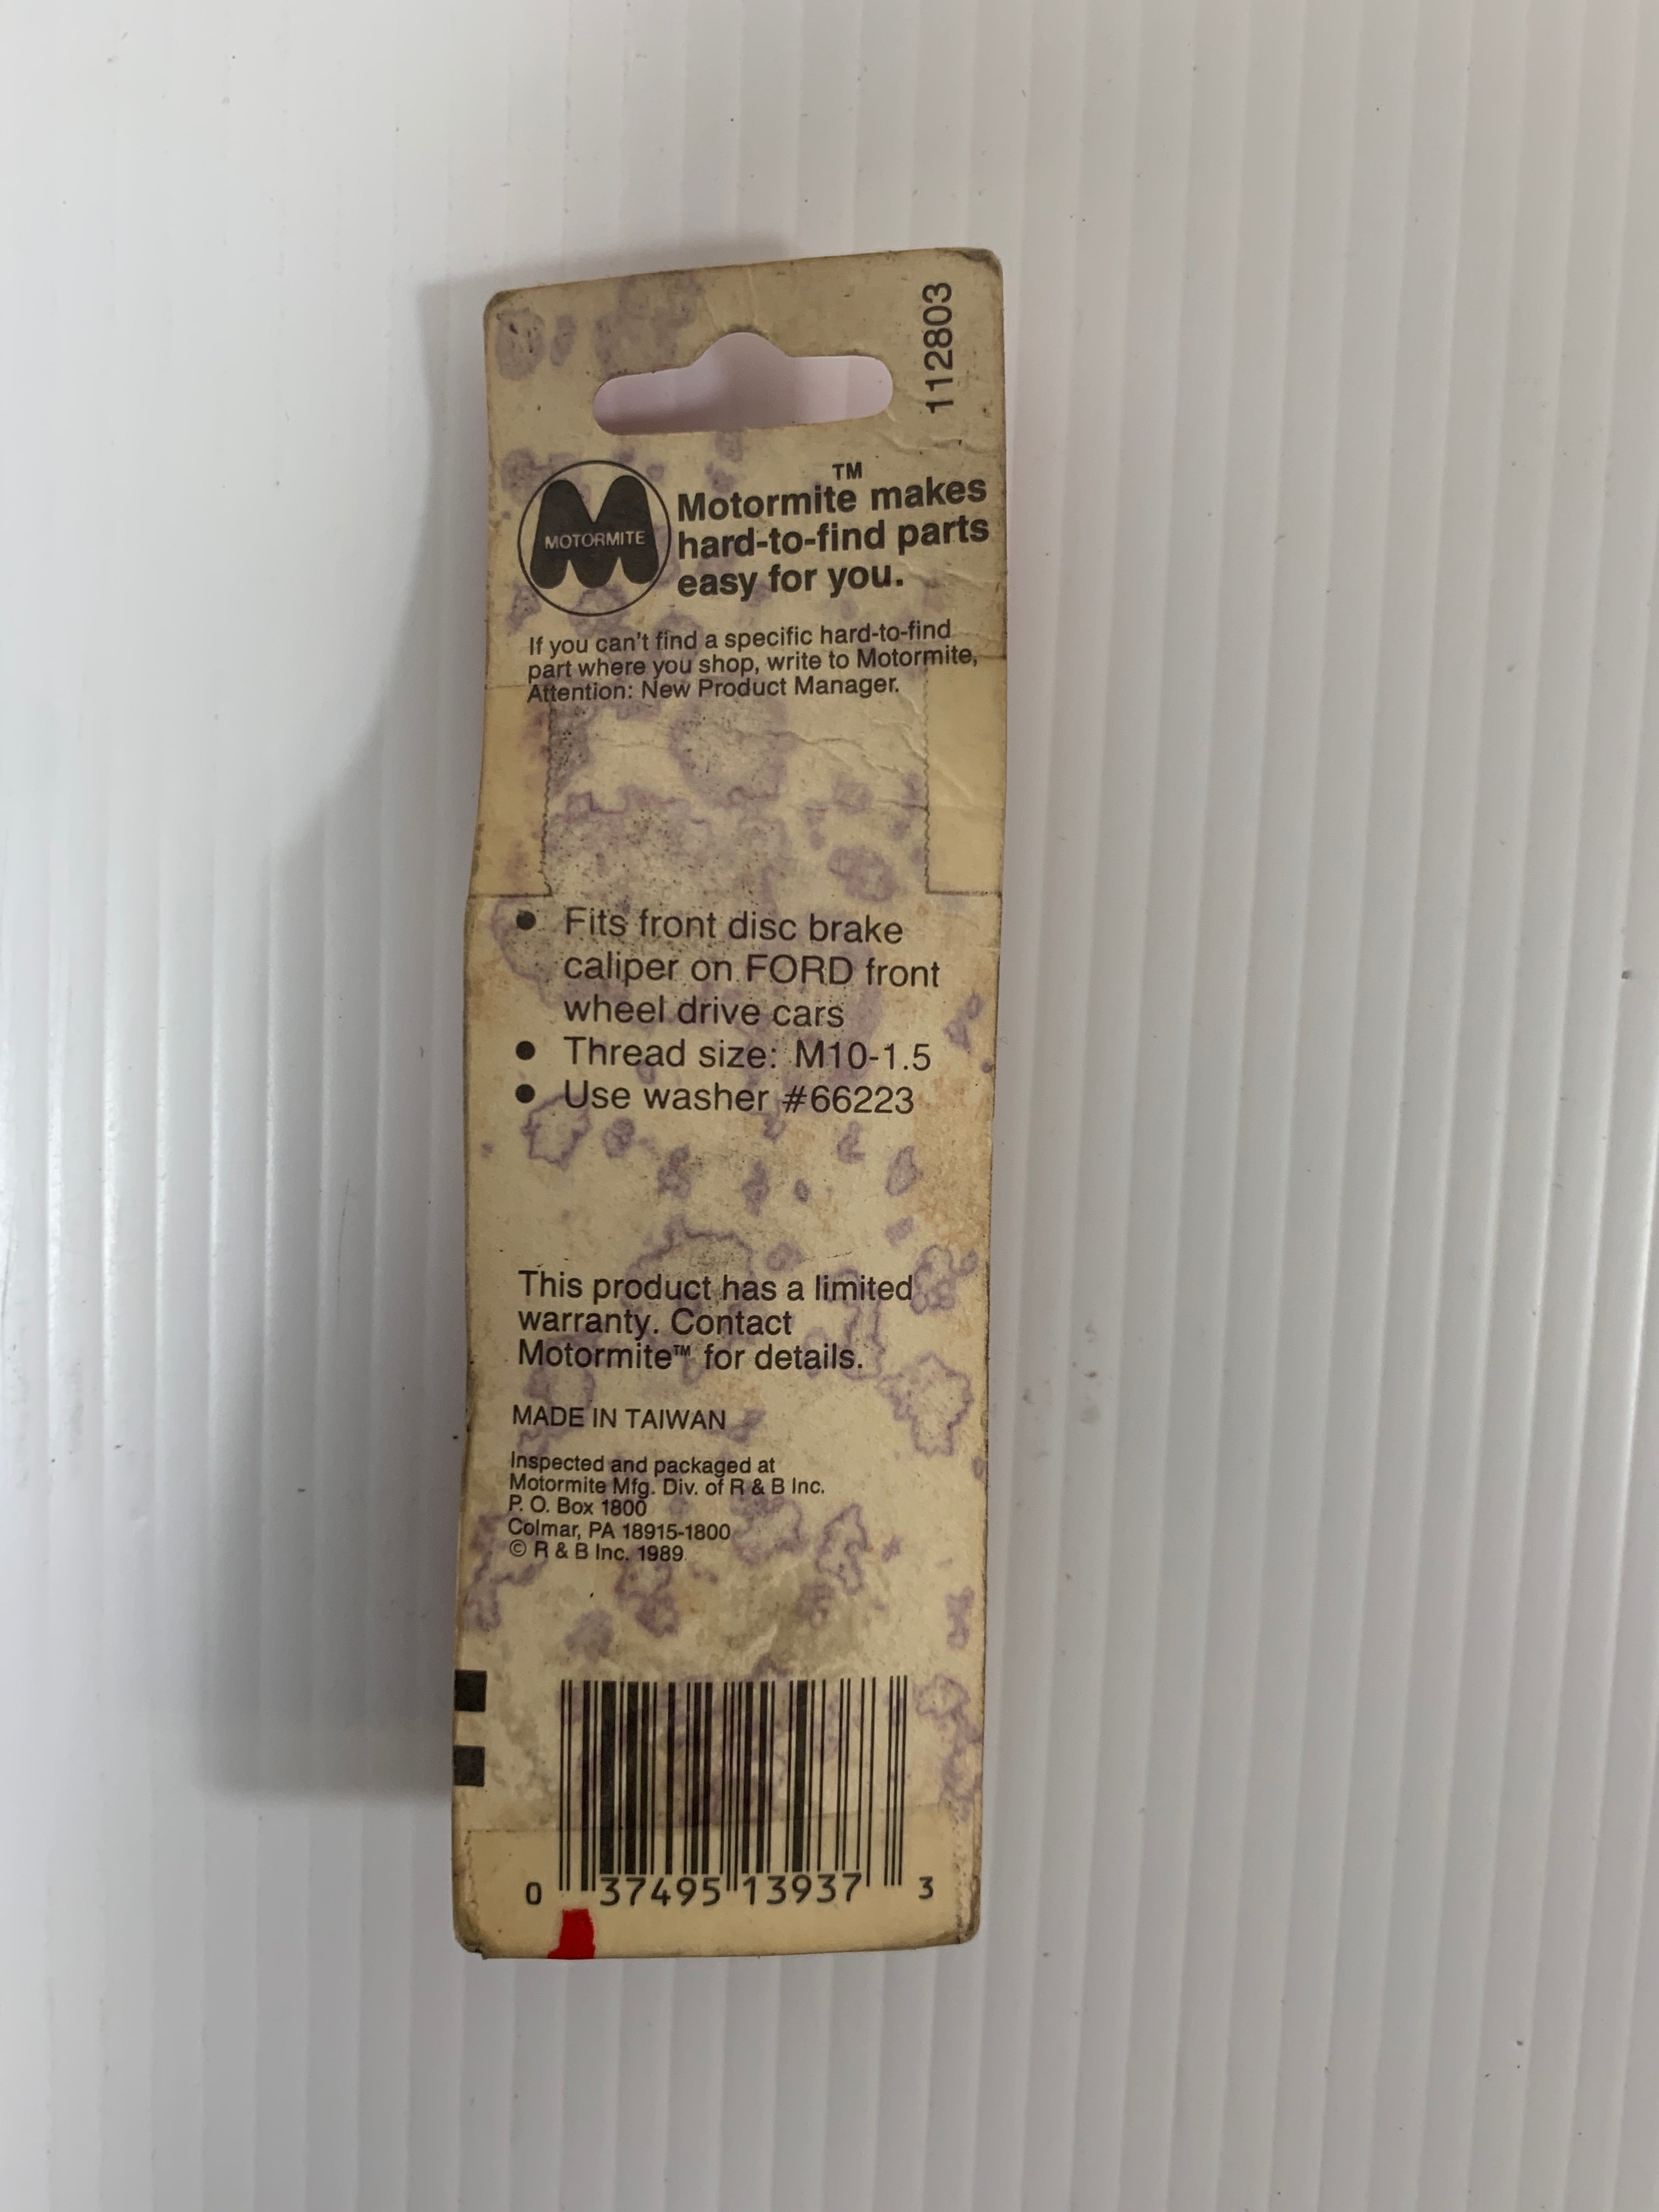 112803
MOTORMITE
Motormite™ makes
hard-to-find parts
easy for you.
If you can't find a specific hard-to-find
part where you shop, write to Motormite,
Attention: New Product Manager.
• Fits front disc brake
caliper on FORD front
wheel drive cars
• Thread size: M10-1.5
• Use washer #66223
This product has a limited
warranty. Contact
Motormite™ for details.
MADE IN TAIWAN
Inspected and packaged at
Motormite Mfg. Div. of R & B Inc.
P. O. Box 1800
Colmar, PA 18915-1800
© R & B Inc. 1989
0 37495 13937 3